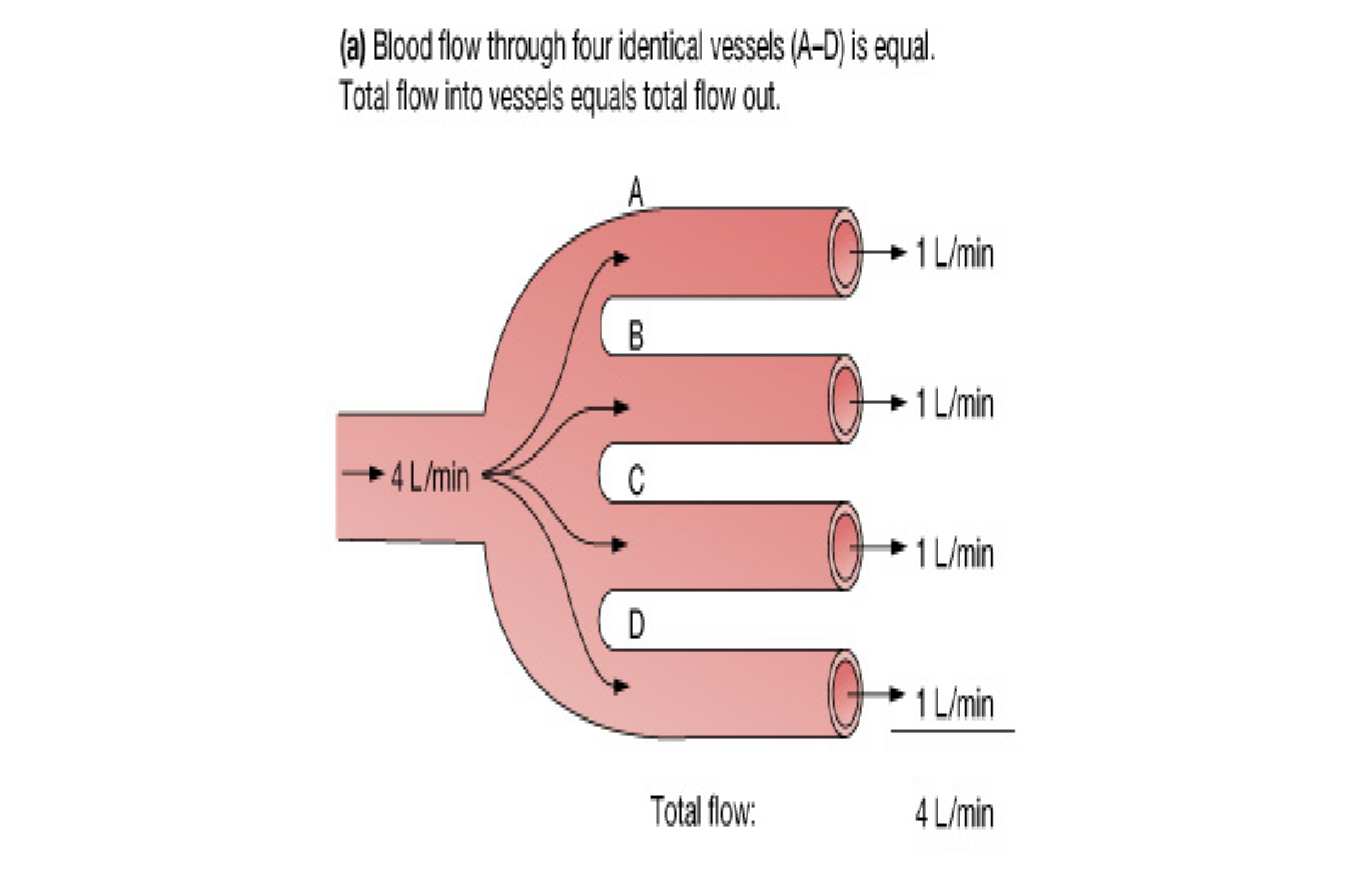 (a) Blood flow through four identical vessels (A–D) is equal.
Total flow into vessels equals total flow out.
A
1 L/min
B
1 L/min
4 L/min
C
1 L/min
D
1 L/min
Total flow: 4 L/min